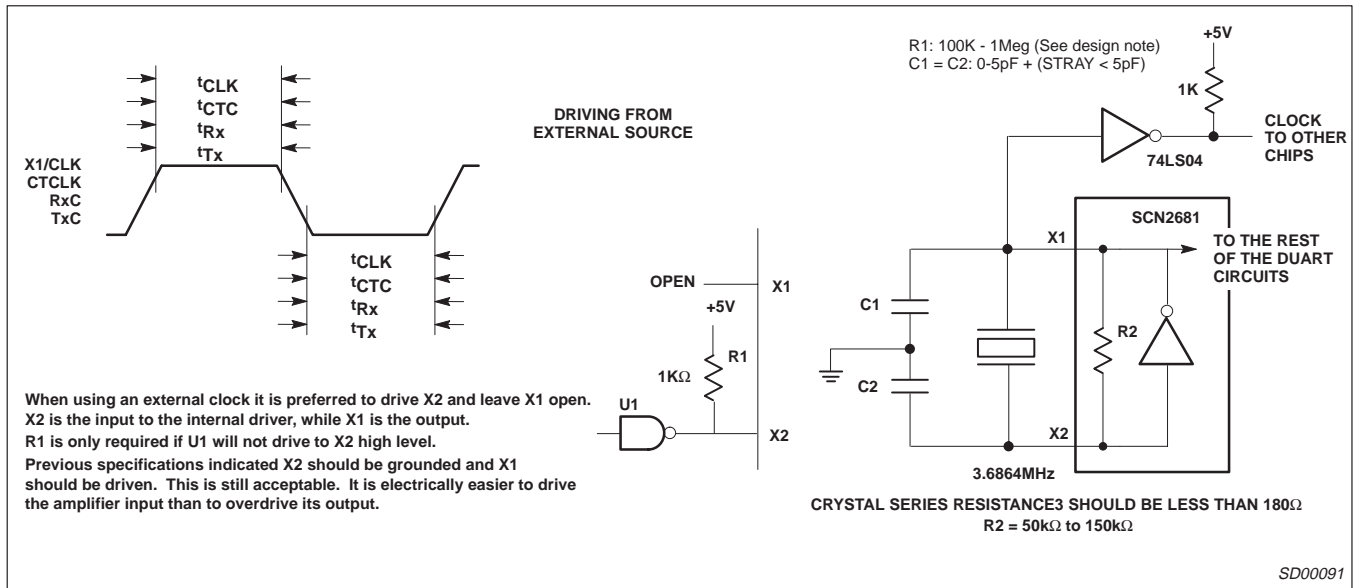 tCLK
tCTC
tRx
tTx
X1/CLK
CTCLK
RxC
TxC
tCLK
tCTC
tRx
tTx
When using an external clock it is preferred to drive X2 and leave X1 open.
X2 is the input to the internal driver, while X1 is the output.
R1 is only required if U1 will not drive to X2 high level.
Previous specifications indicated X2 should be grounded and X1
should be driven. This is still acceptable. It is electrically easier to drive
the amplifier input than to overdrive its output.
DRIVING FROM
EXTERNAL SOURCE
OPEN
X1
+5V
R1
1KΩ
U1
X2
R1: 100K - 1Meg (See design note)
C1 = C2: 0-5pF + (STRAY < 5pF)
+5V
1K
CLOCK
TO OTHER
CHIPS
74LS04
SCN2681
X1
TO THE REST
OF THE DUART
CIRCUITS
C1
R2
C2
X2
3.6864MHz
CRYSTAL SERIES RESISTANCE3 SHOULD BE LESS THAN 180Ω
R2 = 50kΩ to 150kΩ
SD00091